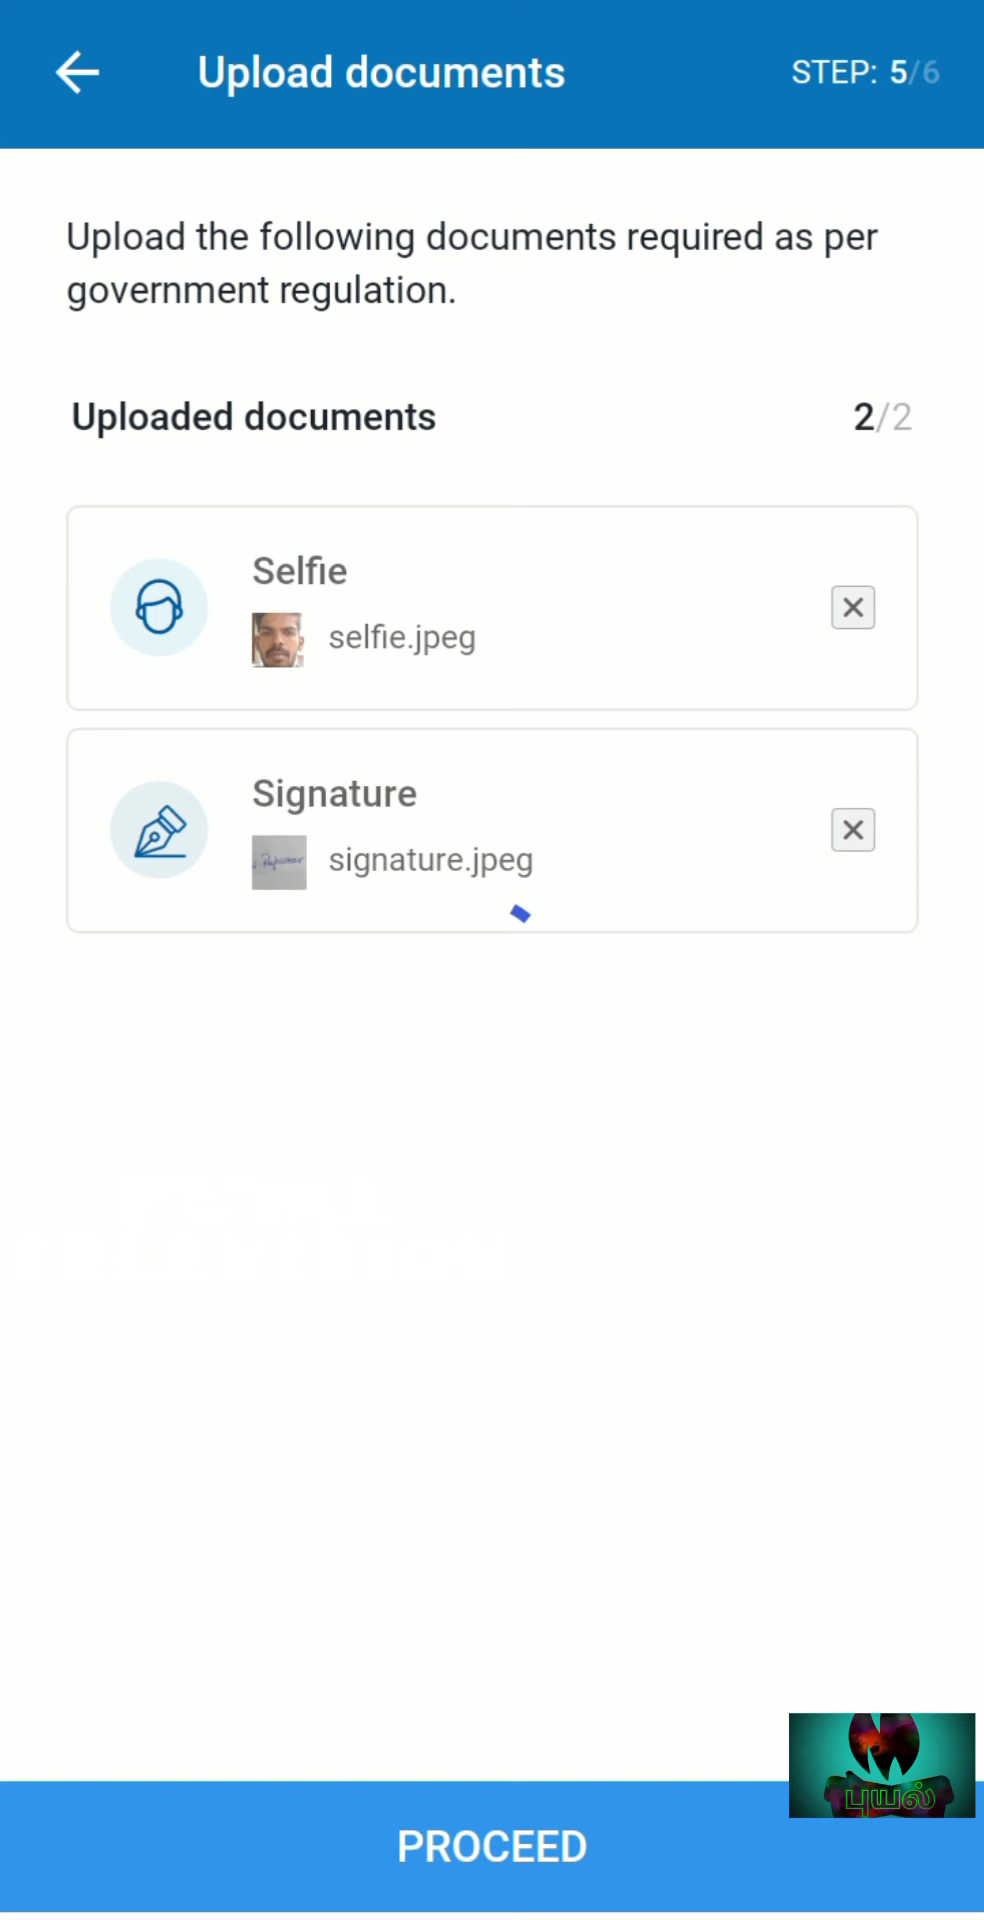 Upload documents
STEP: 5/6
Upload the following documents required as per
government regulation.
Uploaded documents
2/2
Selfie
selfie.jpeg
Signature
signature.jpeg
புயல்
PROCEED